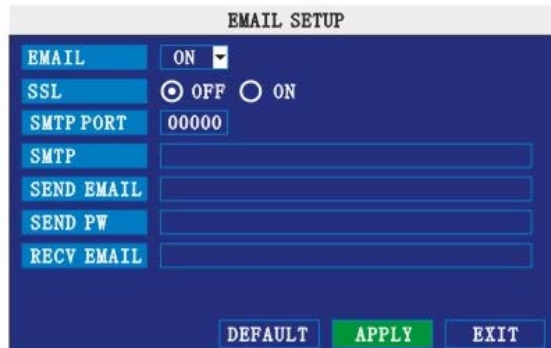 EMAIL SETUP
EMAIL ON
SSL OFF ON
SMTP PORT 00000
SMTP
SEND EMAIL
SEND PW
RECV EMAIL
DEFAULT APPLY EXIT